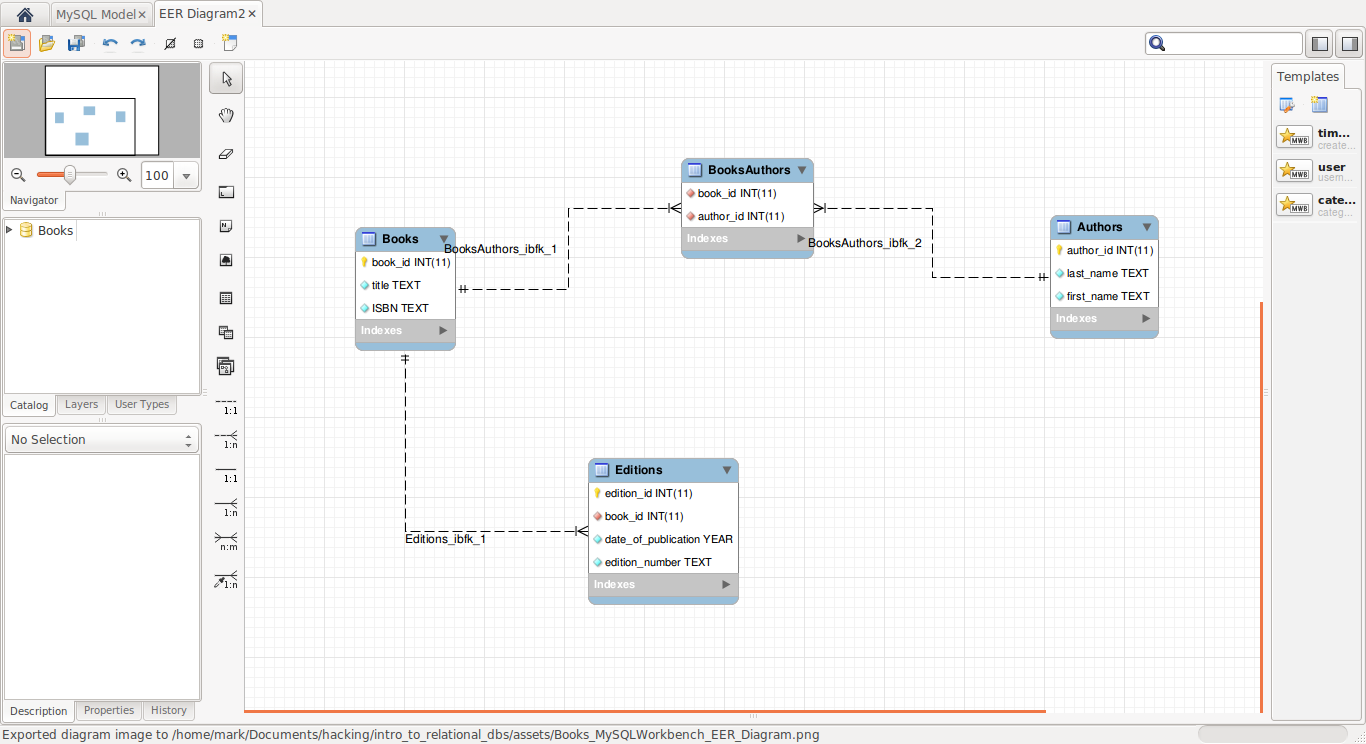 MySQL Model
EER Diagram2
100
Navigator
Books
Catalog
Layers
User Types
No Selection
Description
Properties
History
1:1
1:n
1:1
1:n
n:m
1:n
Books
book_id INT(11)
title TEXT
ISBN TEXT
Indexes
BooksAuthors_ibfk_1
BooksAuthors
book_id INT(11)
author_id INT(11)
Indexes
BooksAuthors_ibfk_2
Authors
author_id INT(11)
last_name TEXT
first_name TEXT
Indexes
Editions_ibfk_1
Editions
edition_id INT(11)
book_id INT(11)
date_of_publication YEAR
edition_number TEXT
Indexes
Templates
MWB
tim...
create...
MWB
user
usern...
MWB
cate...
categ...
Exported diagram image to /home/mark/Documents/hacking/intro_to_relational_dbs/assets/Books_MySQLWorkbench_EER_Diagram.png